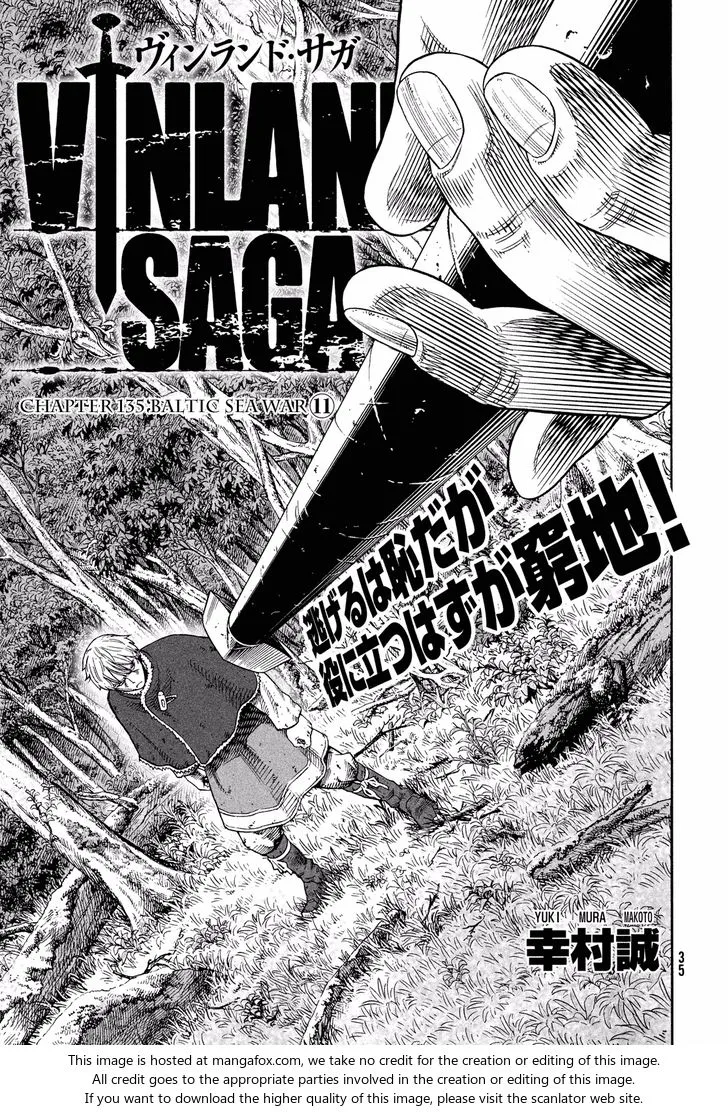 ヴィンランド・サガ
VINLAN
SAGA
CHAPTER 135:BALTIC SEA WAR ⑪
逃げるは恥だが
役に立つはずが窮地!
YUKI MURA MAKOTO
幸村誠
35
This image is hosted at mangafox.com, we take no credit for the creation or editing of this image.
All credit goes to the appropriate parties involved in the creation or editing of this image.
If you want to download the higher quality of this image, please visit the scanlator web site.